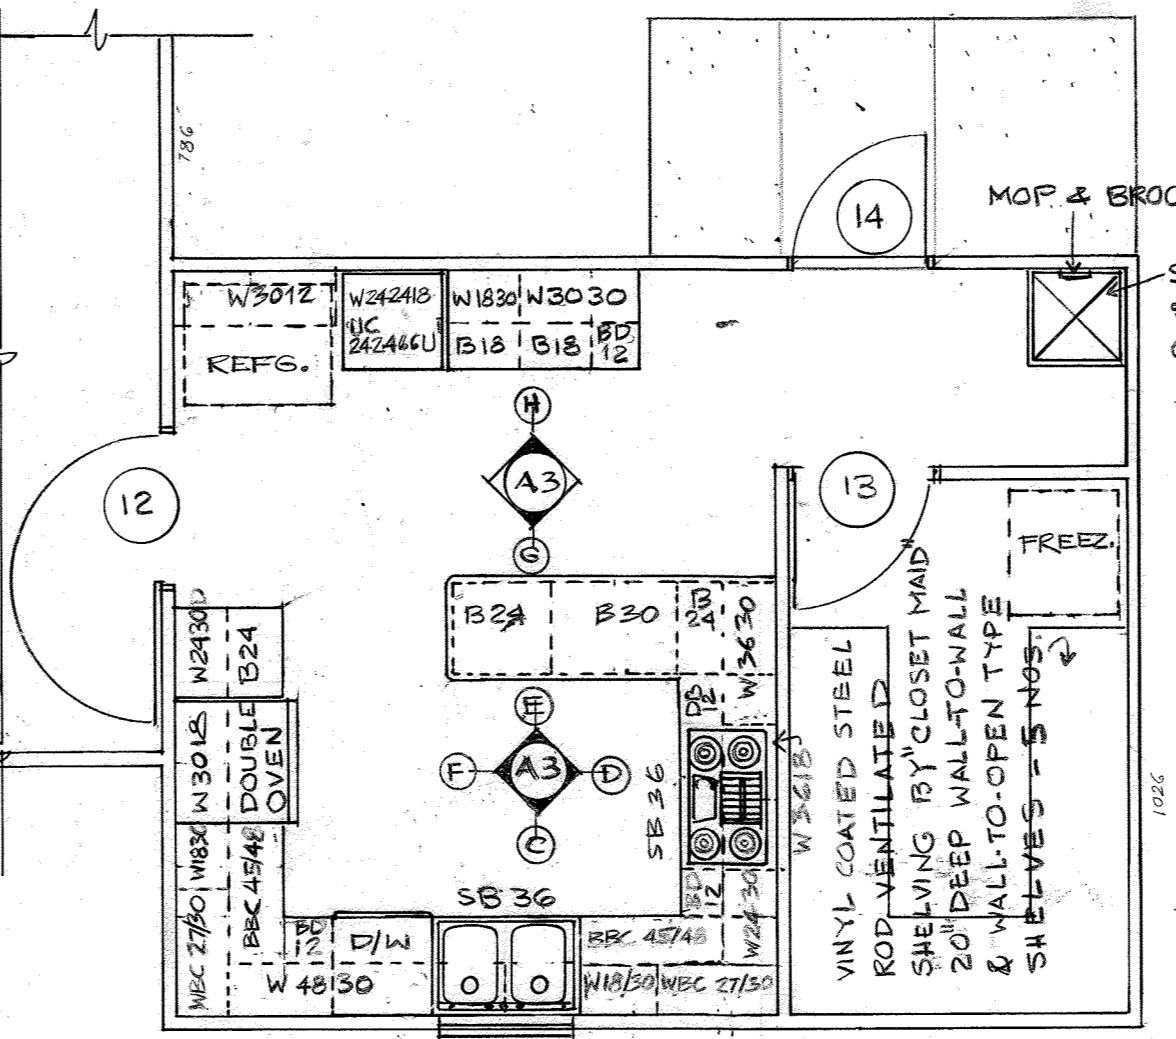 786
14
MOP & BROO
W3012
W242418
W1830
W3030
UC
242466U
B18
B18
BD
12
REFG.
H
A3
12
13
G
FREEZ.
B24
B30
B
24
W3630
W2430D
B24
DB
12
E
A3
F
D
C
W3018
DOUBLE
OVEN
SB 36
W3618
VINYL COATED STEEL
ROD VENTILATED
SHELVING BY "CLOSET MAID"
20" DEEP WALL-TO-WALL
& WALL-TO-OPEN TYPE
SHELVES - 5 NOS.
1026
W1830
BBC 45/48
WBC 27/30
BD
12
W2430
SB 36
BD
12
D/W
BBC 45/48
W 4830
W18/30
WBC 27/30